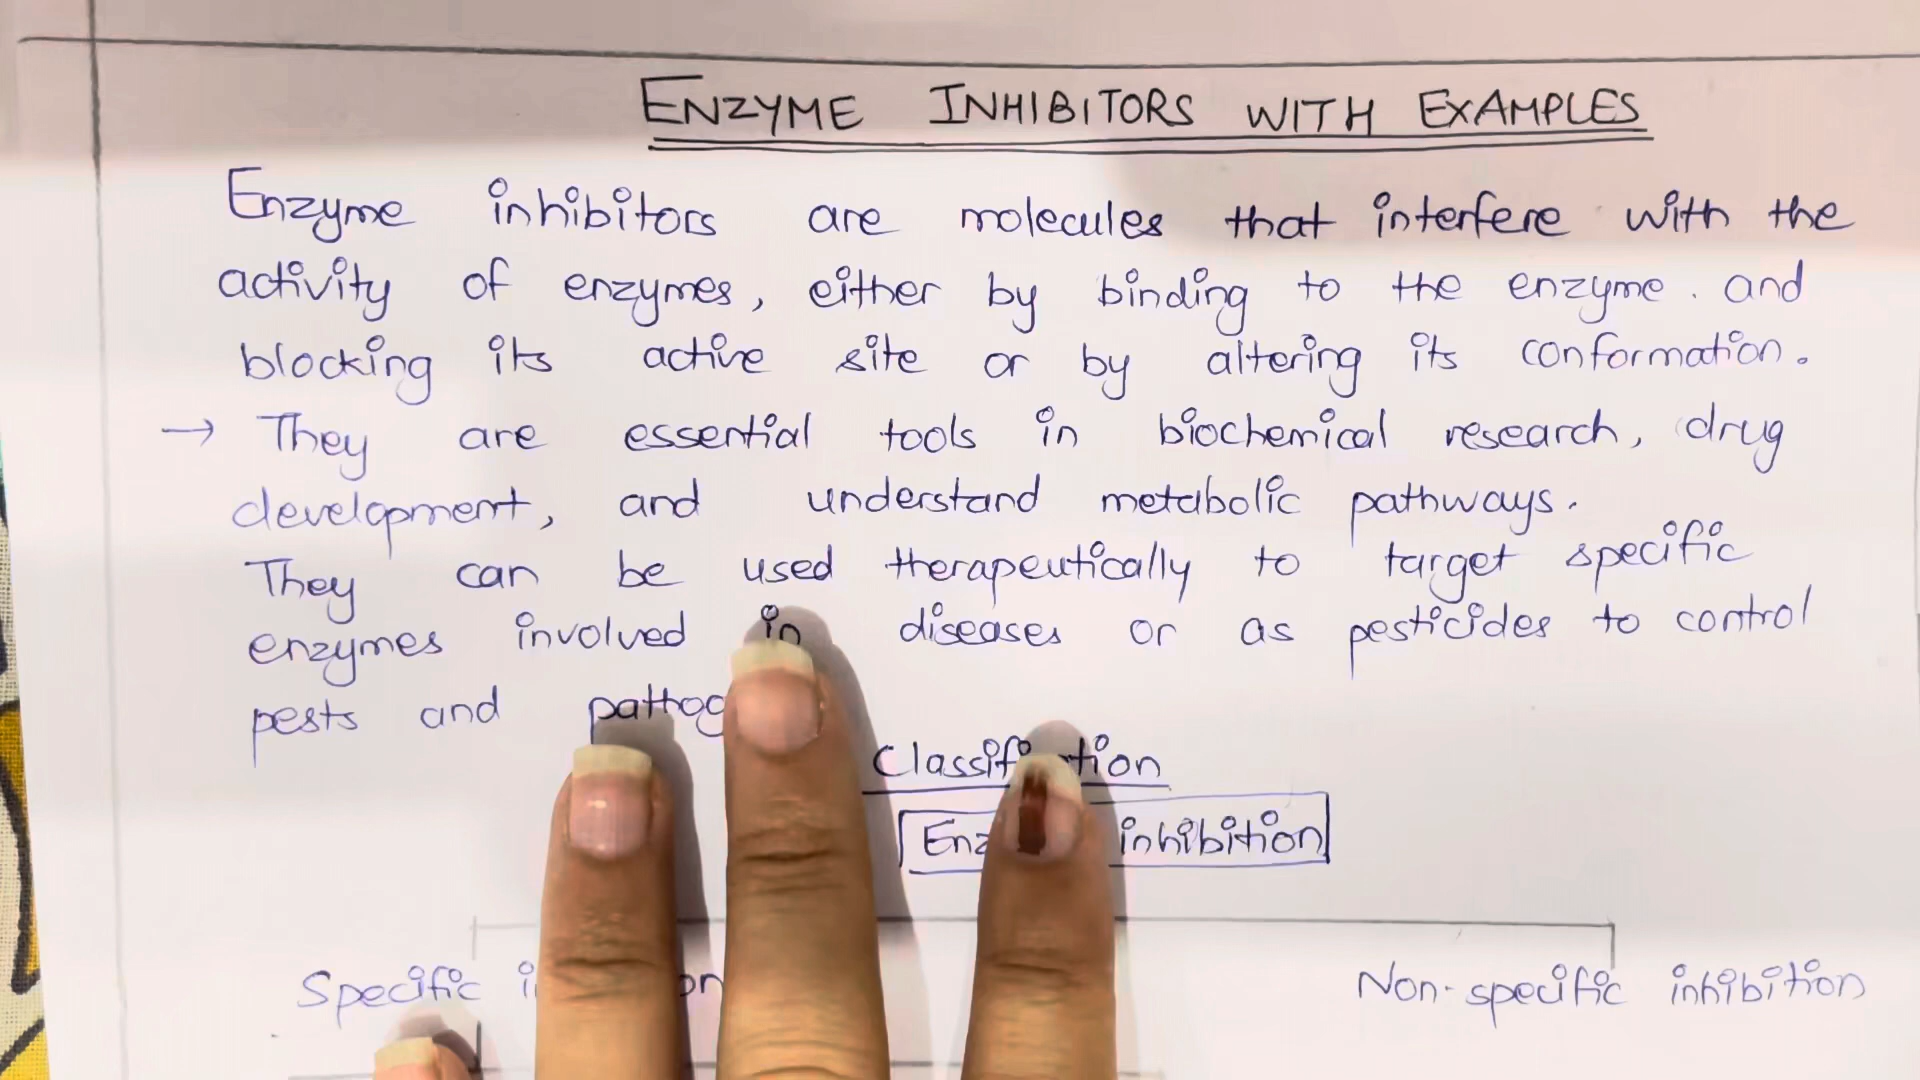 ENZYME INHIBITORS WITH EXAMPLES
Enzyme inhibitors are molecules that interfere with the
activity of enzymes, either by binding to the enzyme. and
blocking its active site or by altering its conformation.
→ They are essential tools in biochemical research, drug
development, and understand metabolic pathways.
They can be used therapeutically to target specific
enzymes involved in diseases or as pesticides to control
pests and
Classification
inhibition
Specific
Non-specific inhibition